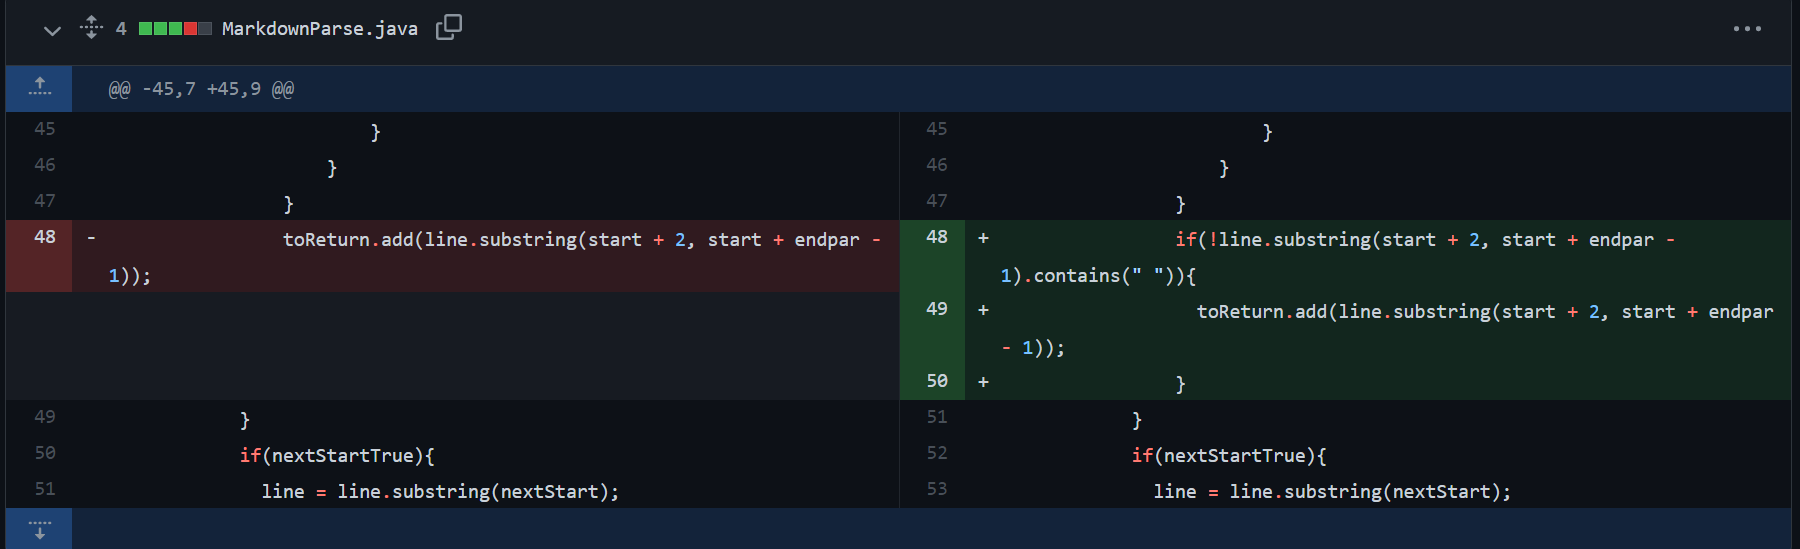 4 MarkdownParse.java
@@ -45,7 +45,9 @@
45 }
46 }
47 }
48 - toReturn.add(line.substring(start + 2, start + endpar -
1));
49 }
50 if(nextStartTrue){
51 line = line.substring(nextStart);
45 }
46 }
47 }
48 + if(!line.substring(start + 2, start + endpar -
1).contains(" ")){
49 + toReturn.add(line.substring(start + 2, start + endpar
- 1));
50 + }
51 }
52 if(nextStartTrue){
53 line = line.substring(nextStart);